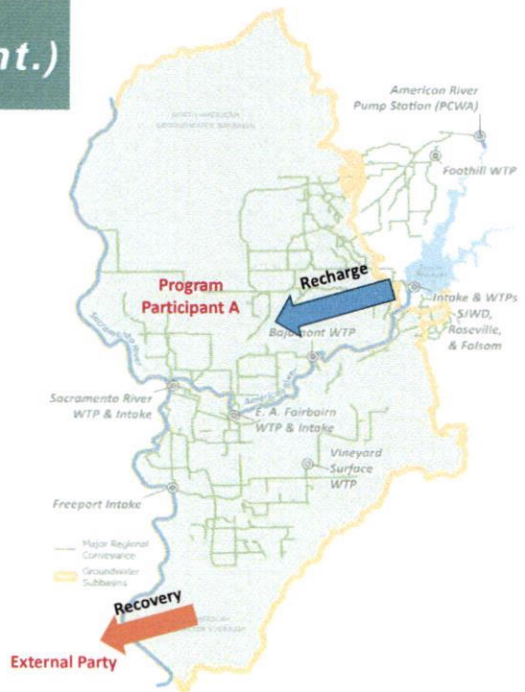 nt.)
American River
Pump Station (PCWA)
Foothill WTP
Recharge
Program
Participant A
Intake & WTPs
SJWD,
Roseville,
& Folsom
Bajamont WTP
Sacramento River
WTP & Intake
E. A. Fairbairn
WTP & Intake
Vineyard
Surface
WTP
Freeport Intake
Major Regional
Conveyance
Groundwater
Subbasins
Recovery
External Party